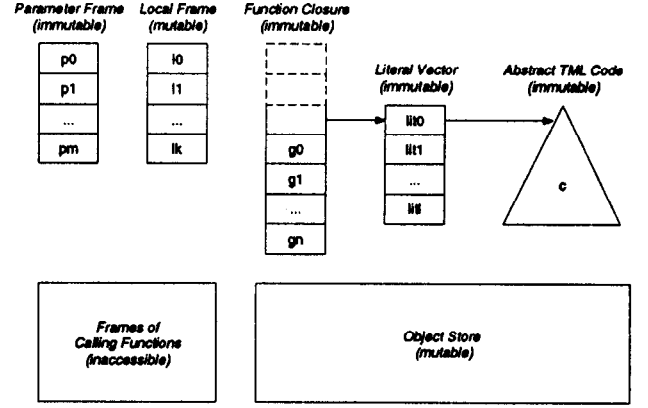 Parameter Frame
(immutable)
Local Frame
(mutable)
Function Closure
(immutable)
Literal Vector
(immutable)
Abstract TML Code
(immutable)
p0
p1
...
pm
l0
l1
...
lk
g0
g1
...
gn
lit0
lit1
...
litl
c
Frames of
Calling Functions
(inaccessible)
Object Store
(mutable)